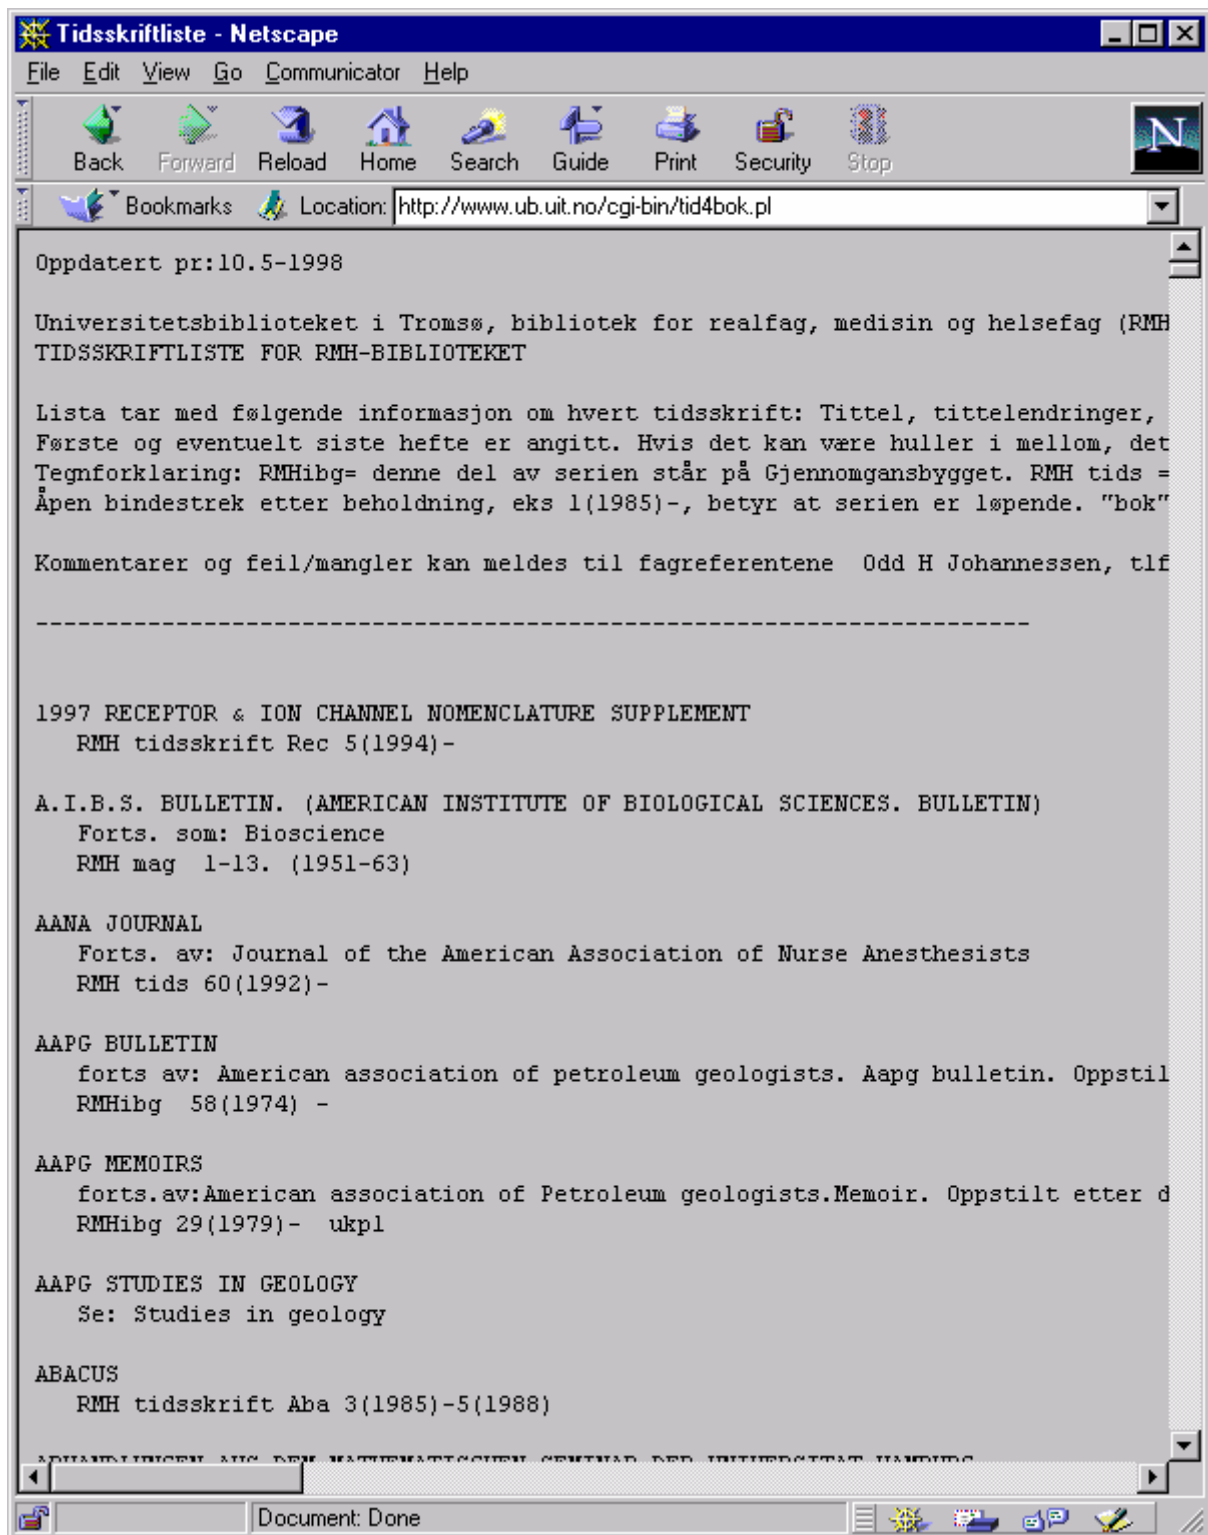 Tidsskriftliste - Netscape
File Edit View Go Communicator Help
Back Forward Reload Home Search Guide Print Security Stop
N
Bookmarks Location: http://www.ub.uit.no/cgi-bin/tid4bok.pl
Oppdatert pr:10.5-1998
Universitetsbiblioteket i Tromsø, bibliotek for realfag, medisin og helsefag (RMH
TIDSSKRIFTLISTE FOR RMH-BIBLIOTEKET
Lista tar med følgende informasjon om hvert tidsskrift: Tittel, tittelendringer,
Første og eventuelt siste hefte er angitt. Hvis det kan være huller i mellom, det
Tegnforklaring: RMHibg= denne del av serien står på Gjennomgansbygget. RMH tids =
Åpen bindestrek etter beholdning, eks 1(1985)-, betyr at serien er løpende. "bok"
Kommentarer og feil/mangler kan meldes til fagreferentene  Odd H Johannessen, tlf
-----------------------------------------------------------------------
1997 RECEPTOR & ION CHANNEL NOMENCLATURE SUPPLEMENT
RMH tidsskrift Rec 5(1994)-
A.I.B.S. BULLETIN. (AMERICAN INSTITUTE OF BIOLOGICAL SCIENCES. BULLETIN)
Forts. som: Bioscience
RMH mag  1-13. (1951-63)
AANA JOURNAL
Forts. av: Journal of the American Association of Nurse Anesthesists
RMH tids 60(1992)-
AAPG BULLETIN
forts av: American association of petroleum geologists. Aapg bulletin. Oppstil
RMHibg  58(1974) -
AAPG MEMOIRS
forts.av:American association of Petroleum geologists.Memoir. Oppstilt etter d
RMHibg 29(1979)-  ukpl
AAPG STUDIES IN GEOLOGY
Se: Studies in geology
ABACUS
RMH tidsskrift Aba 3(1985)-5(1988)
ABHANDLUNGEN AUS DEM MATHEMATISCHEN SEMINAR DER UNIVERSITAT HAMBURG
Document: Done